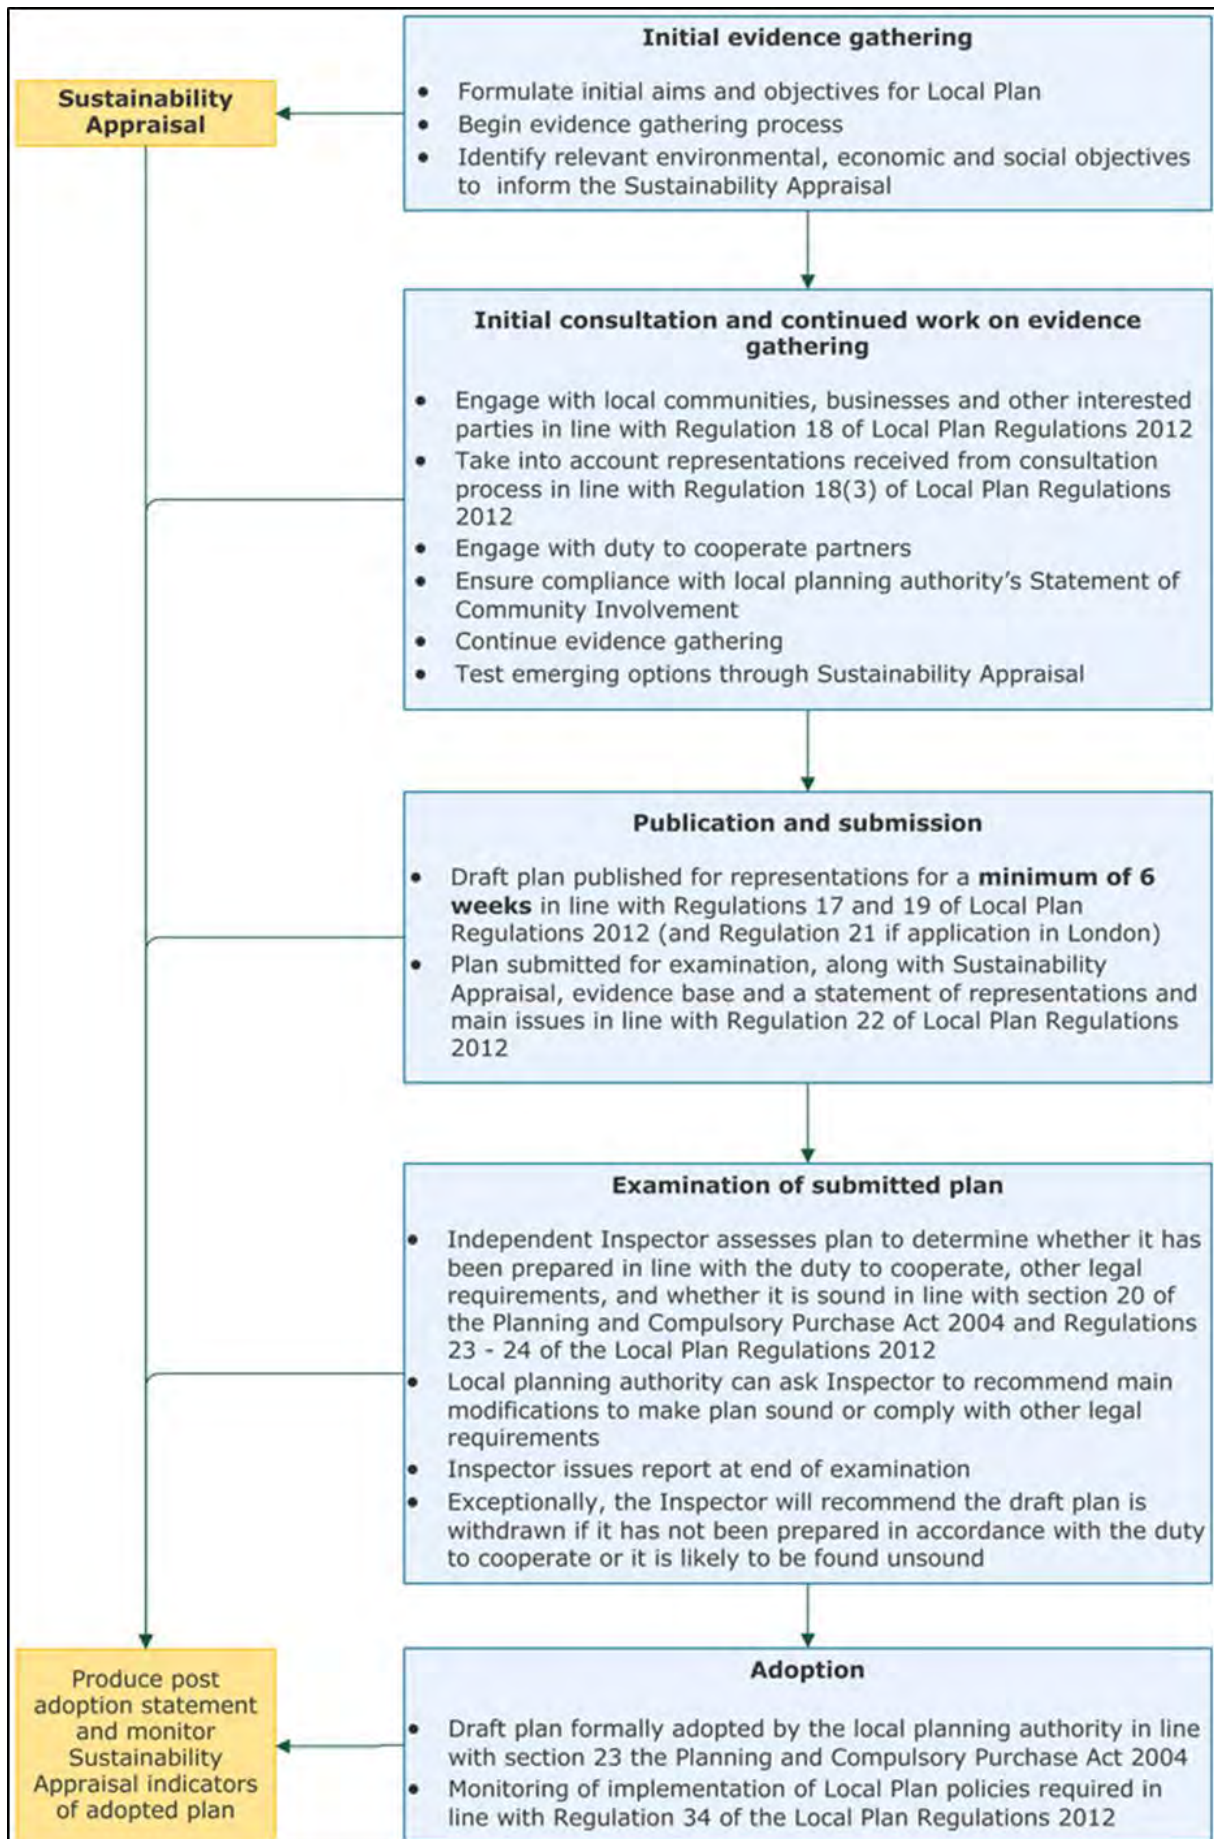 Initial evidence gathering
• Formulate initial aims and objectives for Local Plan
• Begin evidence gathering process
• Identify relevant environmental, economic and social objectives
to inform the Sustainability Appraisal
Sustainability
Appraisal
Initial consultation and continued work on evidence
gathering
• Engage with local communities, businesses and other interested
parties in line with Regulation 18 of Local Plan Regulations 2012
• Take into account representations received from consultation
process in line with Regulation 18(3) of Local Plan Regulations
2012
• Engage with duty to cooperate partners
• Ensure compliance with local planning authority's Statement of
Community Involvement
• Continue evidence gathering
• Test emerging options through Sustainability Appraisal
Publication and submission
• Draft plan published for representations for a minimum of 6
weeks in line with Regulations 17 and 19 of Local Plan
Regulations 2012 (and Regulation 21 if application in London)
• Plan submitted for examination, along with Sustainability
Appraisal, evidence base and a statement of representations and
main issues in line with Regulation 22 of Local Plan Regulations
2012
Examination of submitted plan
• Independent Inspector assesses plan to determine whether it has
been prepared in line with the duty to cooperate, other legal
requirements, and whether it is sound in line with section 20 of
the Planning and Compulsory Purchase Act 2004 and Regulations
23 - 24 of the Local Plan Regulations 2012
• Local planning authority can ask Inspector to recommend main
modifications to make plan sound or comply with other legal
requirements
• Inspector issues report at end of examination
• Exceptionally, the Inspector will recommend the draft plan is
withdrawn if it has not been prepared in accordance with the duty
to cooperate or it is likely to be found unsound
Adoption
• Draft plan formally adopted by the local planning authority in line
with section 23 the Planning and Compulsory Purchase Act 2004
• Monitoring of implementation of Local Plan policies required in
line with Regulation 34 of the Local Plan Regulations 2012
Produce post
adoption statement
and monitor
Sustainability
Appraisal indicators
of adopted plan